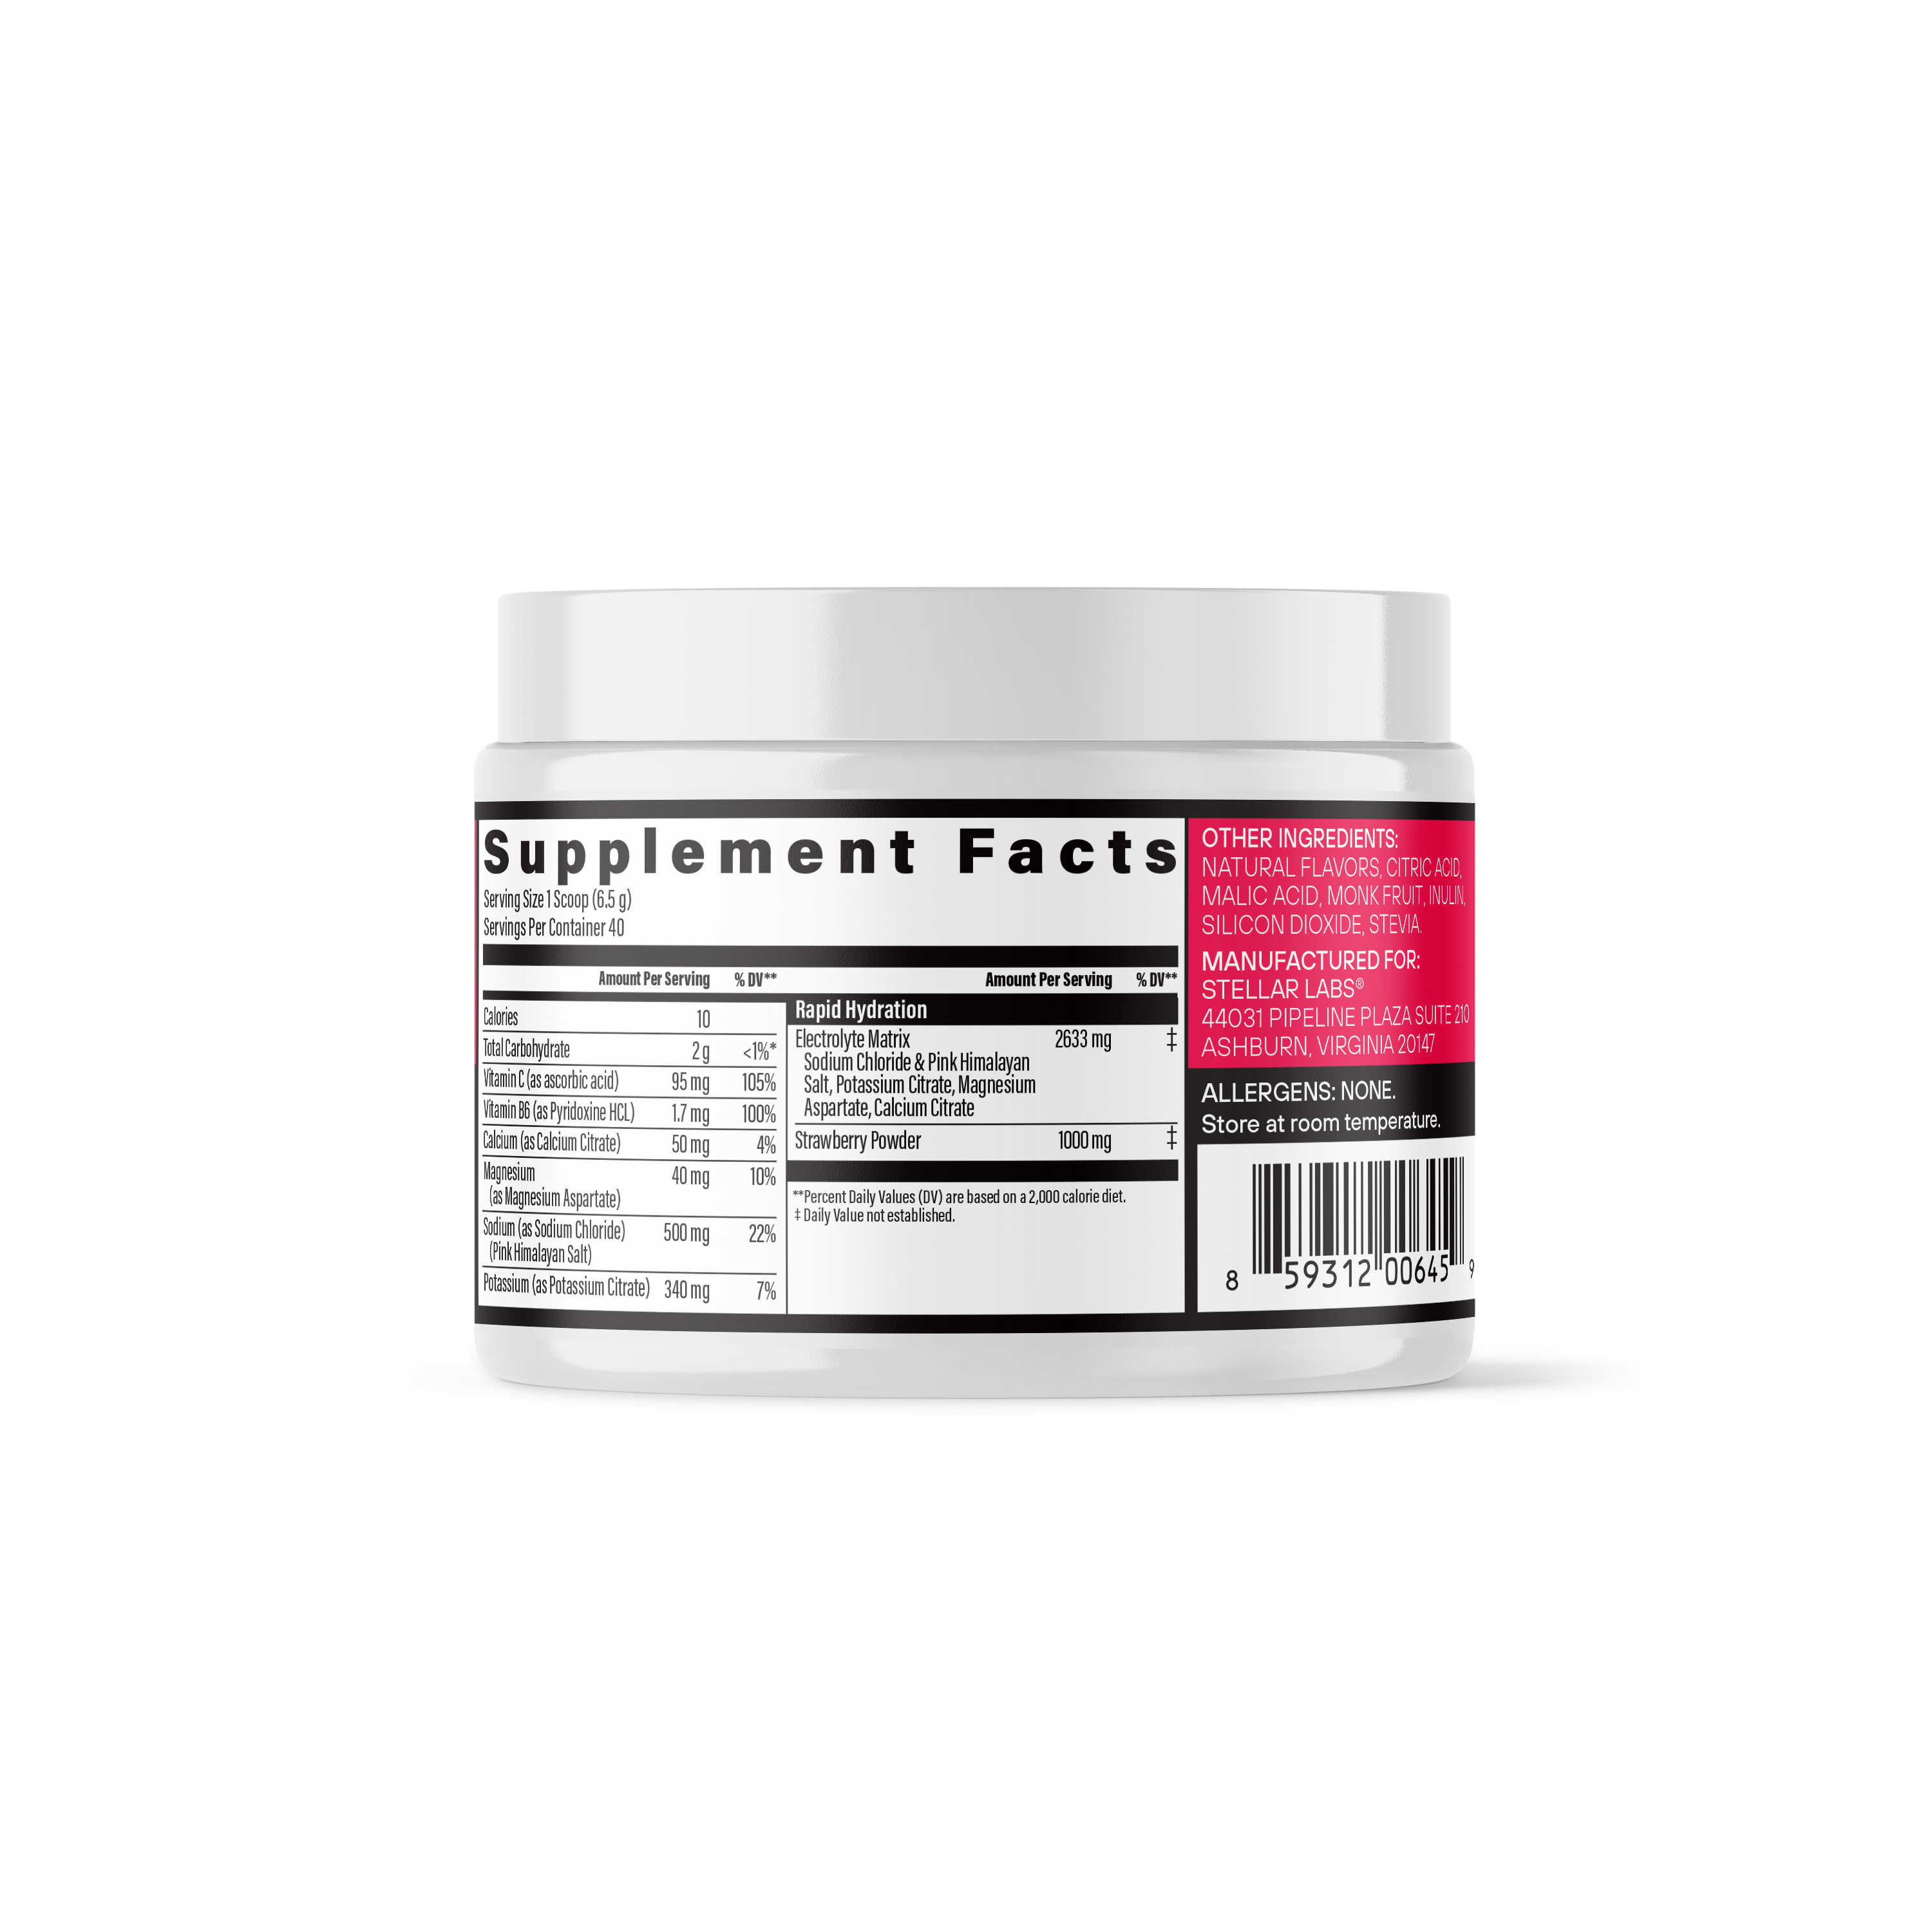 Supplement Facts
Serving Size 1 Scoop (6.5 g)
Servings Per Container 40
Amount Per Serving % DV**
Calories 10
Total Carbohydrate 2 g <1%*
Vitamin C (as ascorbic acid) 95 mg 105%
Vitamin B6 (as Pyridoxine HCL) 1.7 mg 100%
Calcium (as Calcium Citrate) 50 mg 4%
Magnesium 40 mg 10%
(as Magnesium Aspartate)
Sodium (as Sodium Chloride) 500 mg 22%
(Pink Himalayan Salt)
Potassium (as Potassium Citrate) 340 mg 7%
Amount Per Serving % DV**
Rapid Hydration
Electrolyte Matrix 2633 mg ‡
Sodium Chloride & Pink Himalayan
Salt, Potassium Citrate, Magnesium
Aspartate, Calcium Citrate
Strawberry Powder 1000 mg ‡
**Percent Daily Values (DV) are based on a 2,000 calorie diet.
‡ Daily Value not established.
OTHER INGREDIENTS:
NATURAL FLAVORS, CITRIC ACID,
MALIC ACID, MONK FRUIT, INULIN,
SILICON DIOXIDE, STEVIA.
MANUFACTURED FOR:
STELLAR LABS®
44031 PIPELINE PLAZA SUITE 210
ASHBURN, VIRGINIA 20147
ALLERGENS: NONE.
Store at room temperature.
8 59312 00645 9